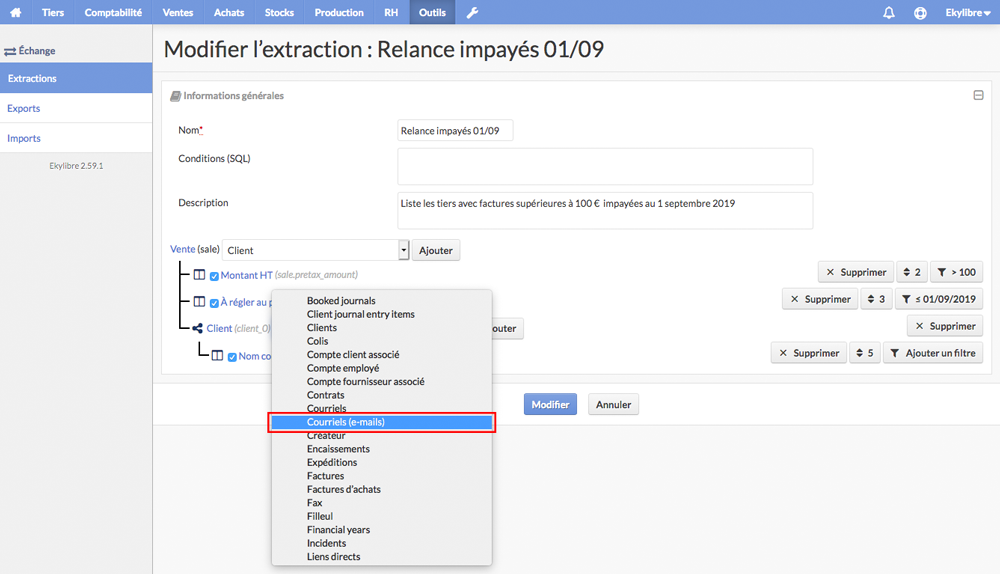 Tiers Comptabilité Ventes Achats Stocks Production RH Outils Ekylibre
Échange
Extractions
Exports
Imports
Ekylibre 2.59.1
Modifier l'extraction : Relance impayés 01/09
Informations générales
Nom*
Relance impayés 01/09
Conditions (SQL)
Description
Liste les tiers avec factures supérieures à 100 € impayées au 1 septembre 2019
Vente (sale) Client Ajouter
Montant HT (sale.pretax_amount) Supprimer 2 > 100
À régler au p Supprimer 3 ≤ 01/09/2019
Client (client_0) outer Supprimer
Nom co Supprimer 5 Ajouter un filtre
Booked journals
Client journal entry items
Clients
Colis
Compte client associé
Compte employé
Compte fournisseur associé
Contrats
Courriels
Courriels (e-mails)
Créateur
Encaissements
Expéditions
Factures
Factures d'achats
Fax
Filleul
Financial years
Incidents
Liens directs
Modifier Annuler